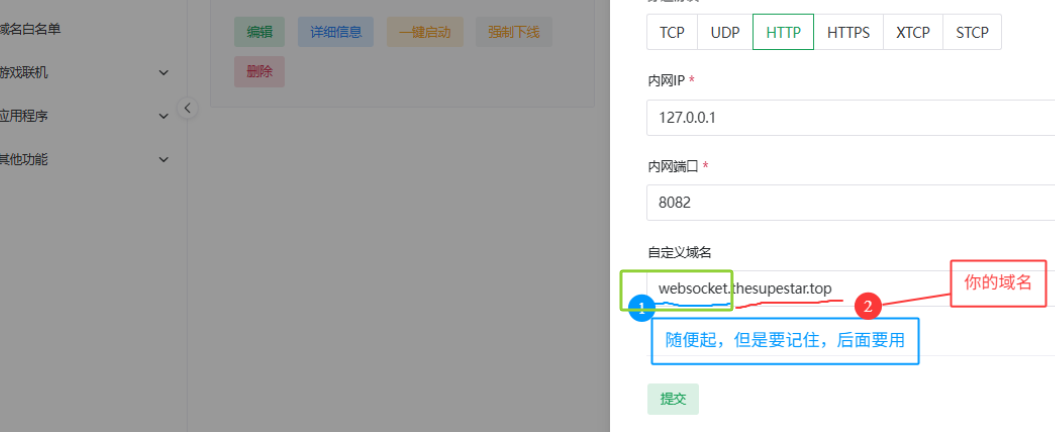 域名白名单
游戏联机
应用程序
其他功能
编辑
详细信息
一键启动
强制下线
删除
TCP
UDP
HTTP
HTTPS
XTCP
STCP
内网IP *
127.0.0.1
内网端口 *
8082
自定义域名
websocket.thesupestar.top
你的域名
1
2
随便起，但是要记住，后面要用
提交